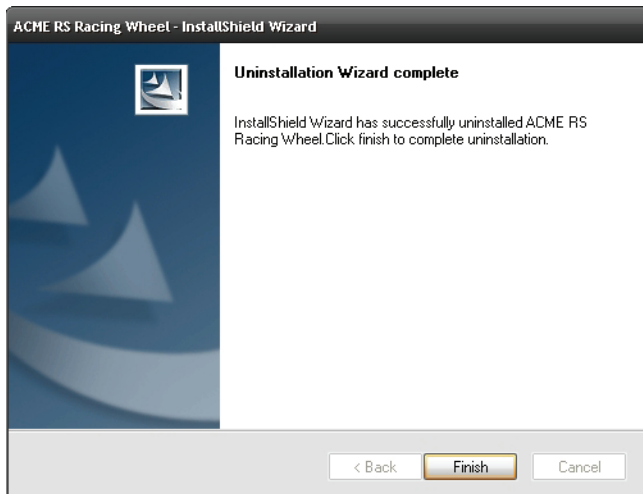 ACME RS Racing Wheel - InstallShield Wizard
Uninstallation Wizard complete
InstallShield Wizard has successfully uninstalled ACME RS
Racing Wheel.Click finish to complete uninstallation.
< Back
Finish
Cancel